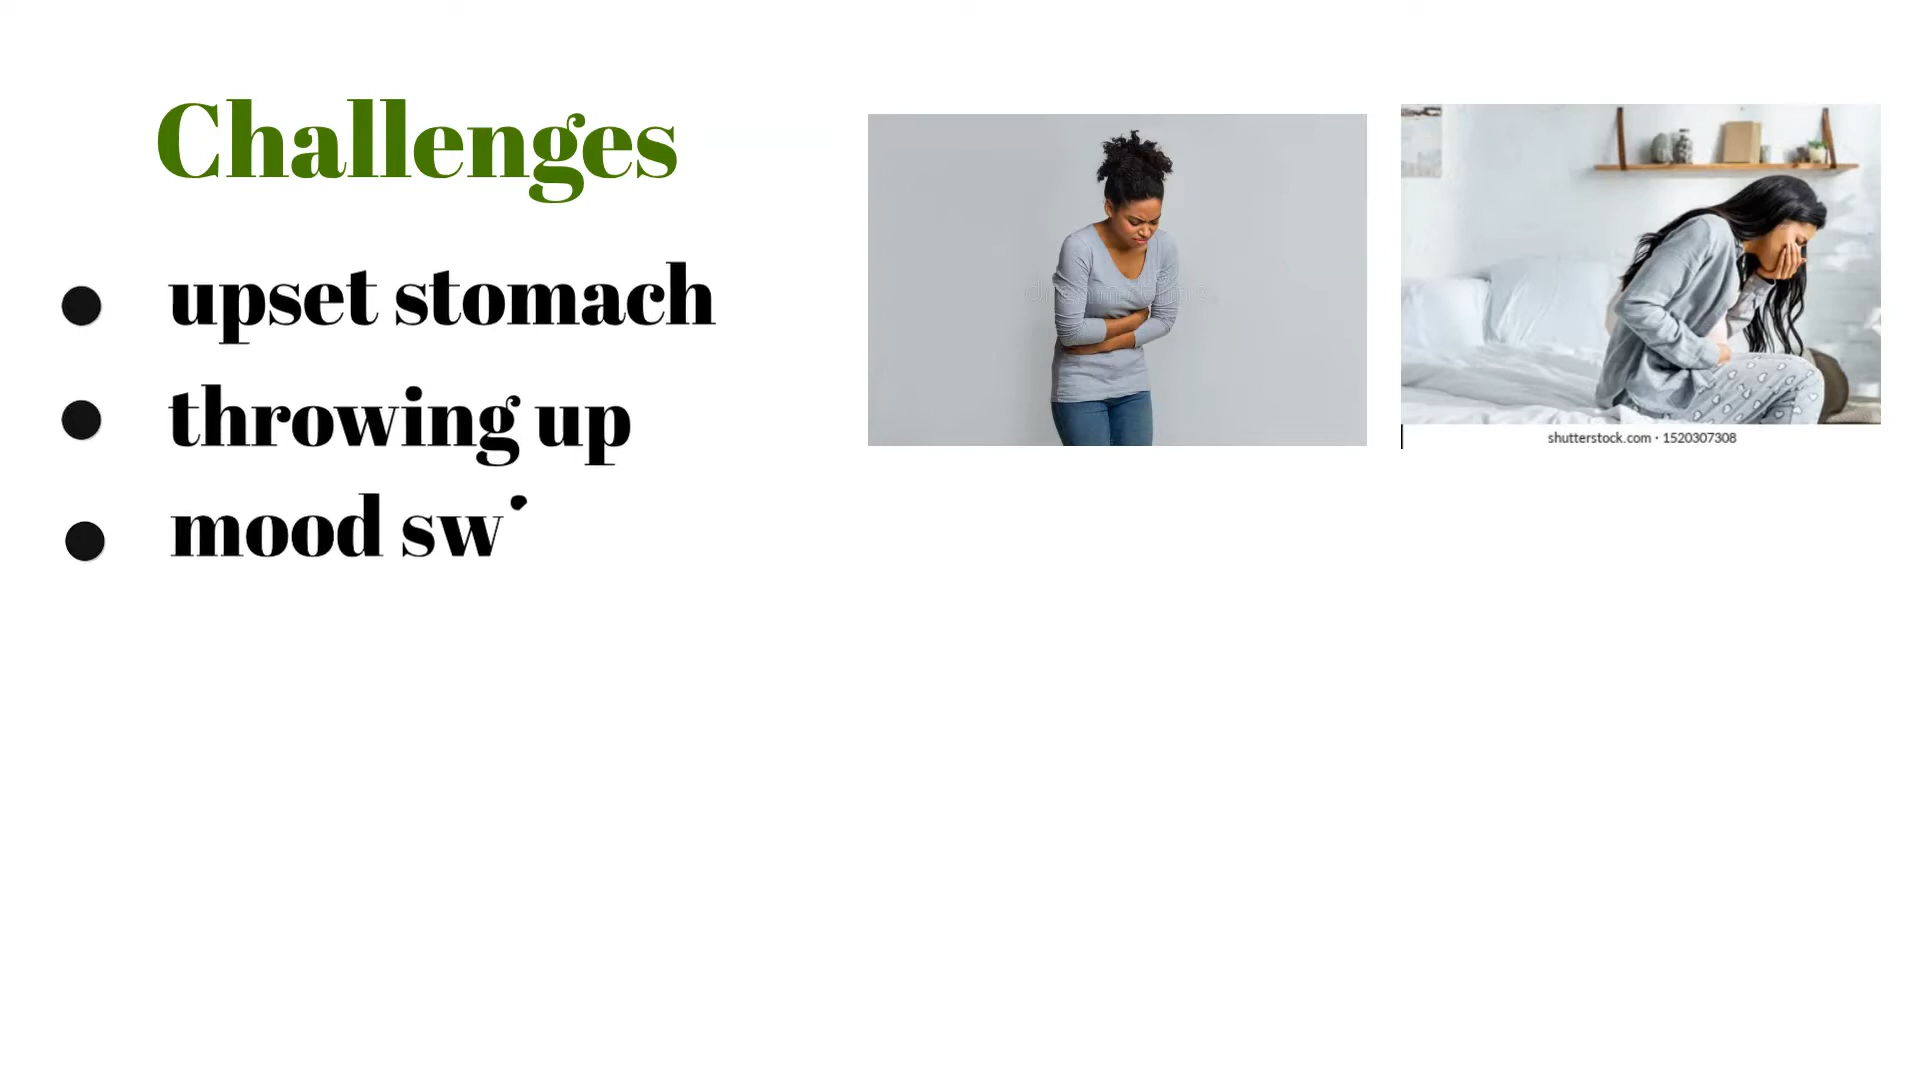 Challenges
upset stomach
throwing up
mood sw
shutterstock.com · 1520307308